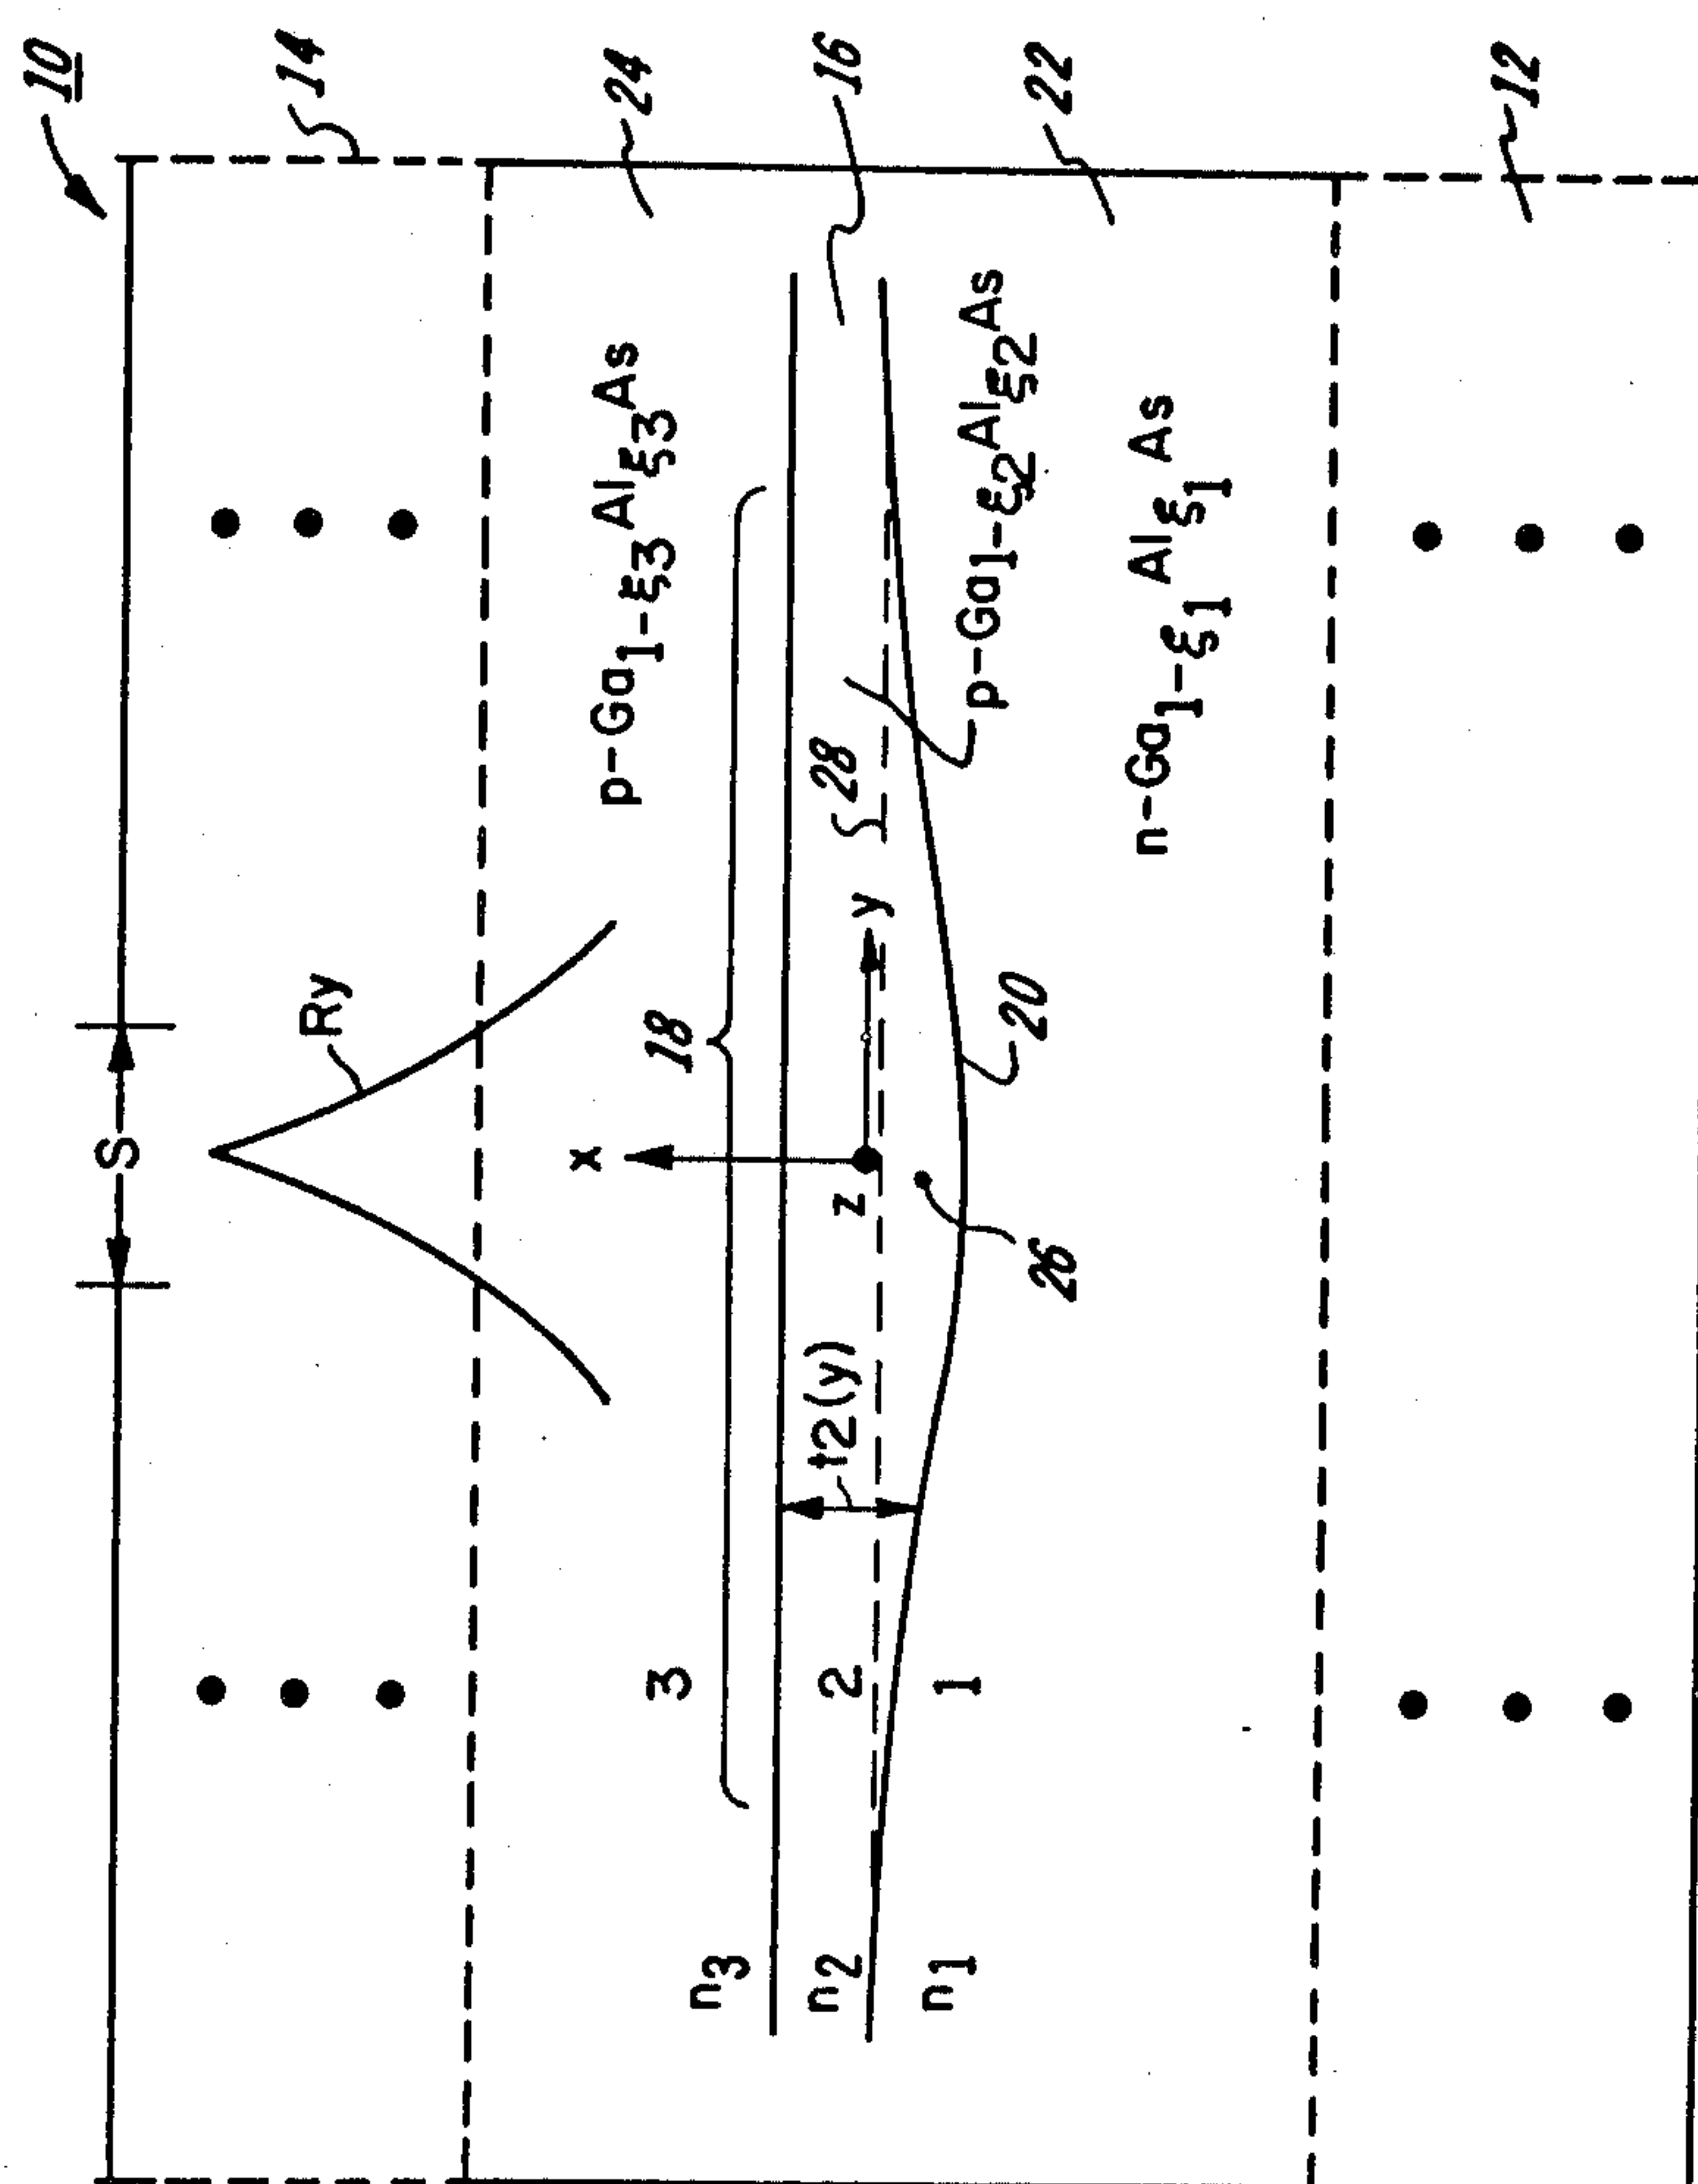 10
14
S
Ry
24
p-Ga1-ξ3Alξ3As
x
18
16
3
n3
t2(y)
z
y
28
2
n2
p-Ga1-ξ2Alξ2As
22
1
n1
26
20
n-Ga1-ξ1Alξ1As
12